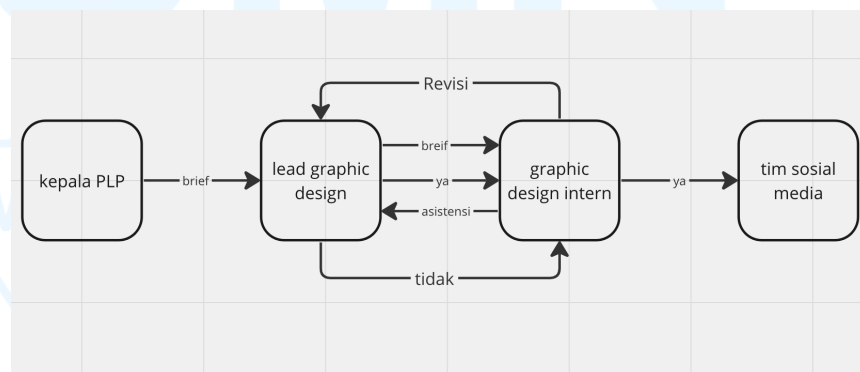 Revisi
breif
kepala PLP
brief
lead graphic
design
ya
graphic
design intern
ya
tim sosial
media
asistensi
tidak